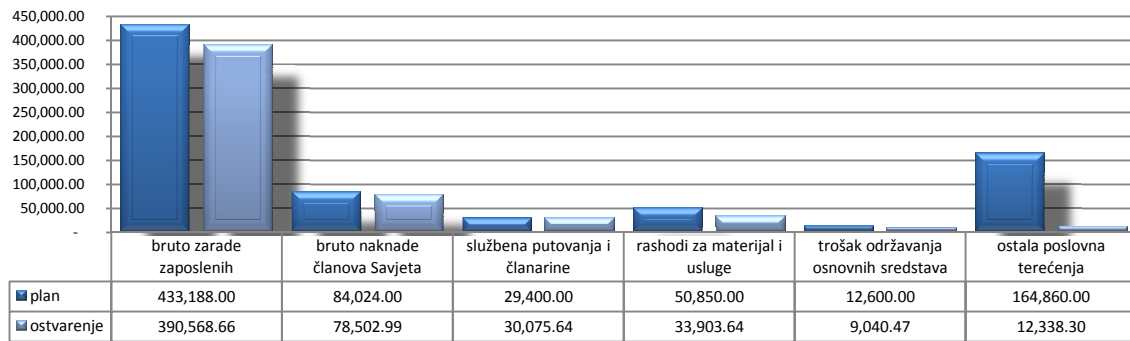 450,000.00
400,000.00
350,000.00
300,000.00
250,000.00
200,000.00
150,000.00
100,000.00
50,000.00
-
bruto zarade zaposlenih
bruto naknade članova Savjeta
službena putovanja i članarine
rashodi za materijal i usluge
trošak održavanja osnovnih sredstava
ostala poslovna terećenja
plan 433,188.00 84,024.00 29,400.00 50,850.00 12,600.00 164,860.00
ostvarenje 390,568.66 78,502.99 30,075.64 33,903.64 9,040.47 12,338.30